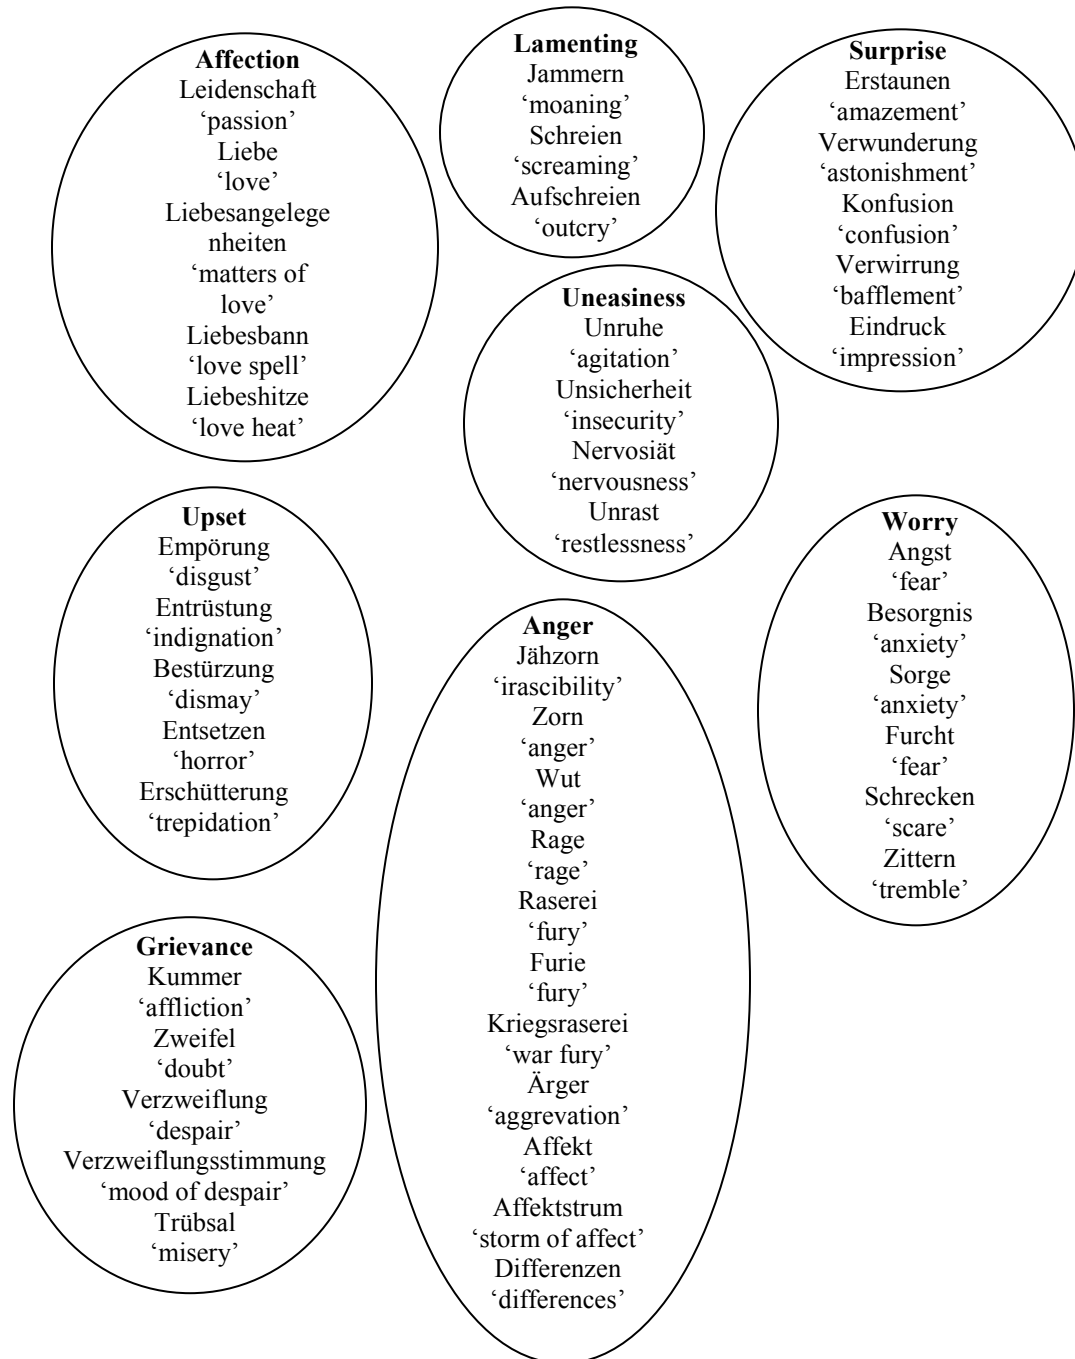 Affection
Leidenschaft
‘passion’
Liebe
‘love’
Liebesangelege
nheiten
‘matters of
love’
Liebesbann
‘love spell’
Liebeshitze
‘love heat’
Lamenting
Jammern
‘moaning’
Schreien
‘screaming’
Aufschreien
‘outcry’
Surprise
Erstaunen
‘amazement’
Verwunderung
‘astonishment’
Konfusion
‘confusion’
Verwirrung
‘bafflement’
Eindruck
‘impression’
Uneasiness
Unruhe
‘agitation’
Unsicherheit
‘insecurity’
Nervosiät
‘nervousness’
Unrast
‘restlessness’
Upset
Empörung
‘disgust’
Entrüstung
‘indignation’
Bestürzung
‘dismay’
Entsetzen
‘horror’
Erschütterung
‘trepidation’
Worry
Angst
‘fear’
Besorgnis
‘anxiety’
Sorge
‘anxiety’
Furcht
‘fear’
Schrecken
‘scare’
Zittern
‘tremble’
Anger
Jähzorn
‘irascibility’
Zorn
‘anger’
Wut
‘anger’
Rage
‘rage’
Raserei
‘fury’
Furie
‘fury’
Kriegsraserei
‘war fury’
Ärger
‘aggrevation’
Affekt
‘affect’
Affektstrum
‘storm of affect’
Differenzen
‘differences’
Grievance
Kummer
‘affliction’
Zweifel
‘doubt’
Verzweiflung
‘despair’
Verzweiflungsstimmung
‘mood of despair’
Trübsal
‘misery’